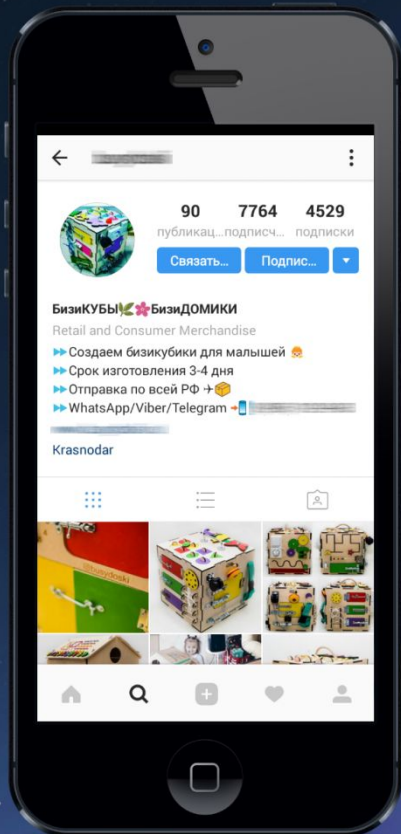 90 7764 4529
публикац... подписч... подписки
Связать... Подпис...
БизиКУБЫ🌿🌸БизиДОМИКИ
Retail and Consumer Merchandise
⏩Создаем бизикубики для малышей 👶
⏩Срок изготовления 3-4 дня
⏩Отправка по всей РФ ✈📦
⏩WhatsApp/Viber/Telegram ➡📱
Krasnodar
@busydoski